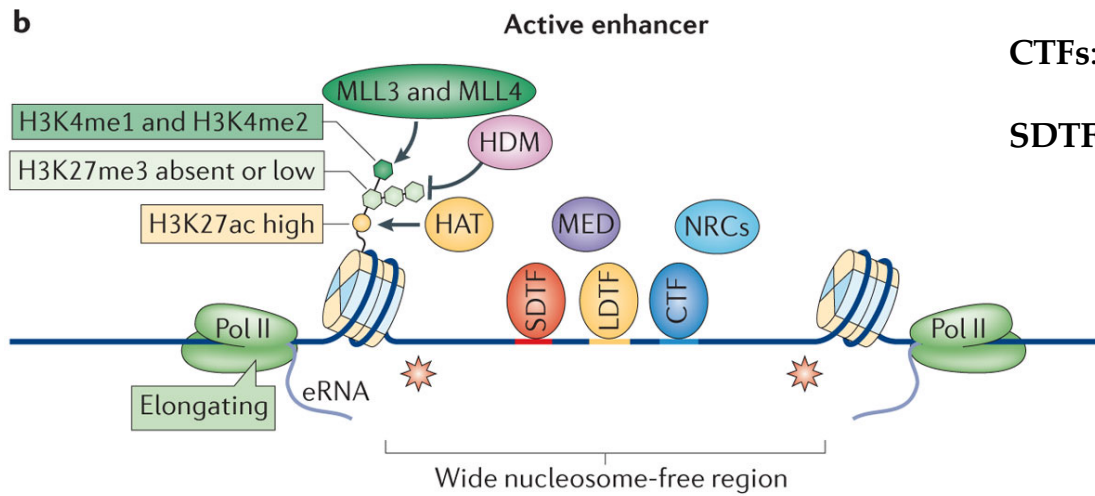 b
Active enhancer
CTFs:
SDTF
MLL3 and MLL4
H3K4me1 and H3K4me2
HDM
H3K27me3 absent or low
H3K27ac high
HAT
MED
NRCs
SDTF
LDTF
CTF
Pol II
Pol II
eRNA
Elongating
Wide nucleosome-free region